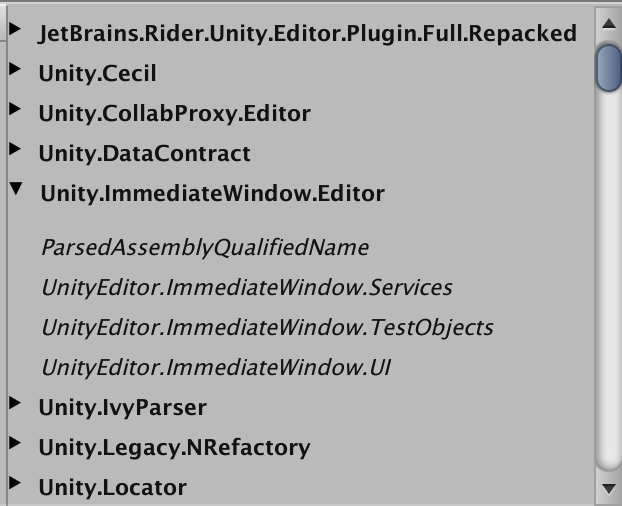 JetBrains.Rider.Unity.Editor.Plugin.Full.Repacked
Unity.Cecil
Unity.CollabProxy.Editor
Unity.DataContract
Unity.ImmediateWindow.Editor
ParsedAssemblyQualifiedName
UnityEditor.ImmediateWindow.Services
UnityEditor.ImmediateWindow.TestObjects
UnityEditor.ImmediateWindow.UI
Unity.IvyParser
Unity.Legacy.NRefactory
Unity.Locator